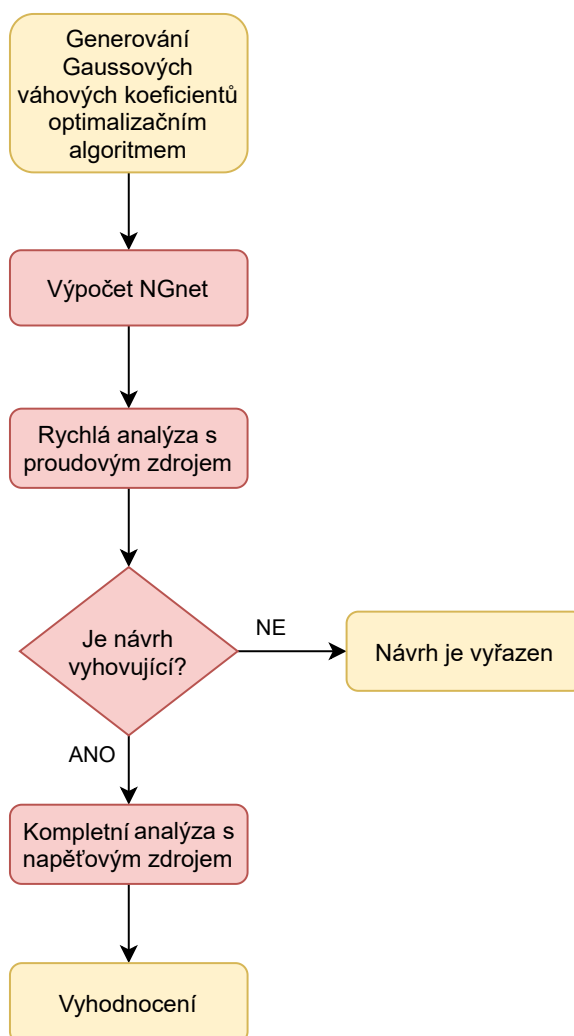 Generování
Gaussových
váhových koeficientů
optimalizačním
algoritmem
Výpočet NGnet
Rychlá analýza s
proudovým zdrojem
Je návrh
vyhovující?
NE
Návrh je vyřazen
ANO
Kompletní analýza s
napěťovým zdrojem
Vyhodnocení